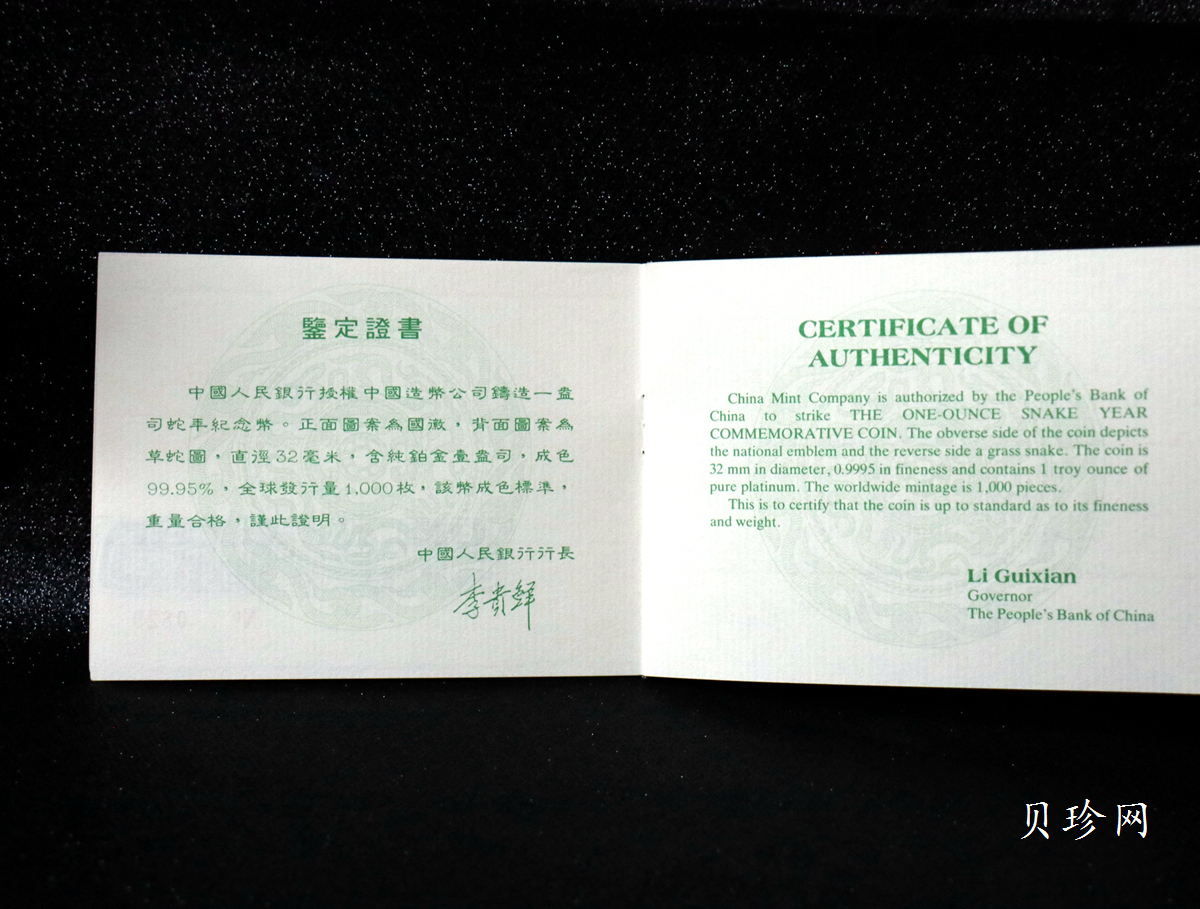 鑒定證書
中國人民銀行授權中國造幣公司鑄造一盎
司蛇年紀念幣。正面圖案為國徽，背面圖案為
草蛇圖，直徑32毫米，含純鉑金壹盎司，成色
99.95%，全球發行量1,000枚，該幣成色標準，
重量合格，謹此證明。
中國人民銀行行長
李貴鮮
CERTIFICATE OF
AUTHENTICITY
China Mint Company is authorized by the People's Bank of
China to strike THE ONE-OUNCE SNAKE YEAR
COMMEMORATIVE COIN. The obverse side of the coin depicts
the national emblem and the reverse side a grass snake. The coin is
32 mm in diameter, 0.9995 in fineness and contains 1 troy ounce of
pure platinum. The worldwide mintage is 1,000 pieces.
This is to certify that the coin is up to standard as to its fineness
and weight.
Li Guixian
Governor
The People's Bank of China
贝珍网